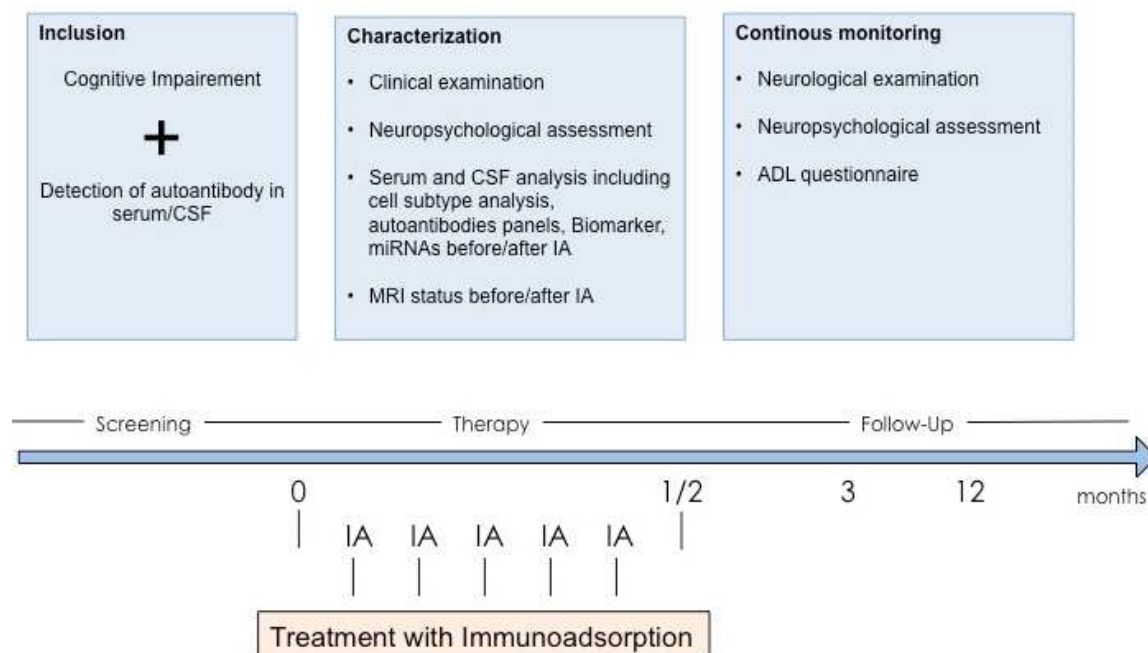 Inclusion
Cognitive Impairement
+
Detection of autoantibody in
serum/CSF
Characterization
• Clinical examination
• Neuropsychological assessment
• Serum and CSF analysis including
cell subtype analysis,
autoantibodies panels, Biomarker,
miRNAs before/after IA
• MRI status before/after IA
Continous monitoring
• Neurological examination
• Neuropsychological assessment
• ADL questionnaire
Screening Therapy Follow-Up
0 1/2 3 12 months
IA IA IA IA IA
Treatment with Immunoadsorption